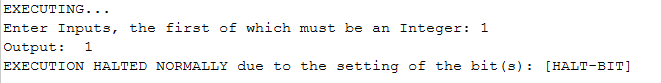 EXECUTING...
Enter Inputs, the first of which must be an Integer: 1
Output:  1
EXECUTION HALTED NORMALLY due to the setting of the bit(s): [HALT-BIT]